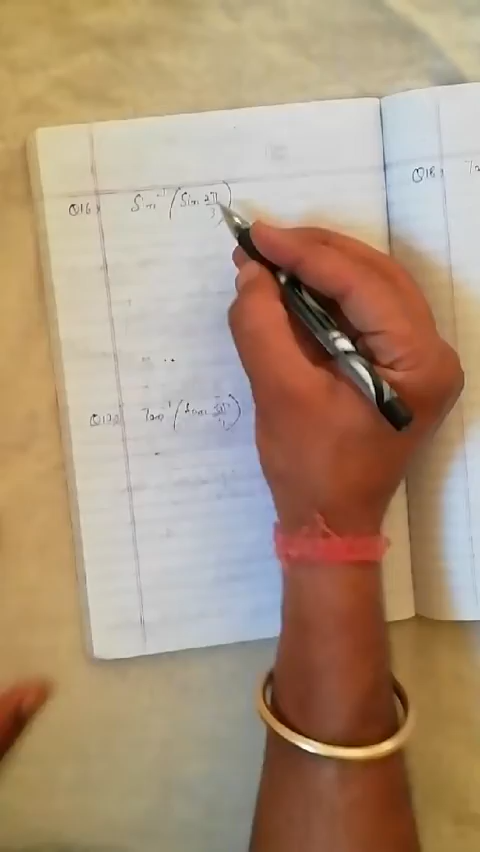 Q16) Sin⁻¹ (Sin 2π/3)
Q17) Tan⁻¹ (tan 3π/4)
Q18)